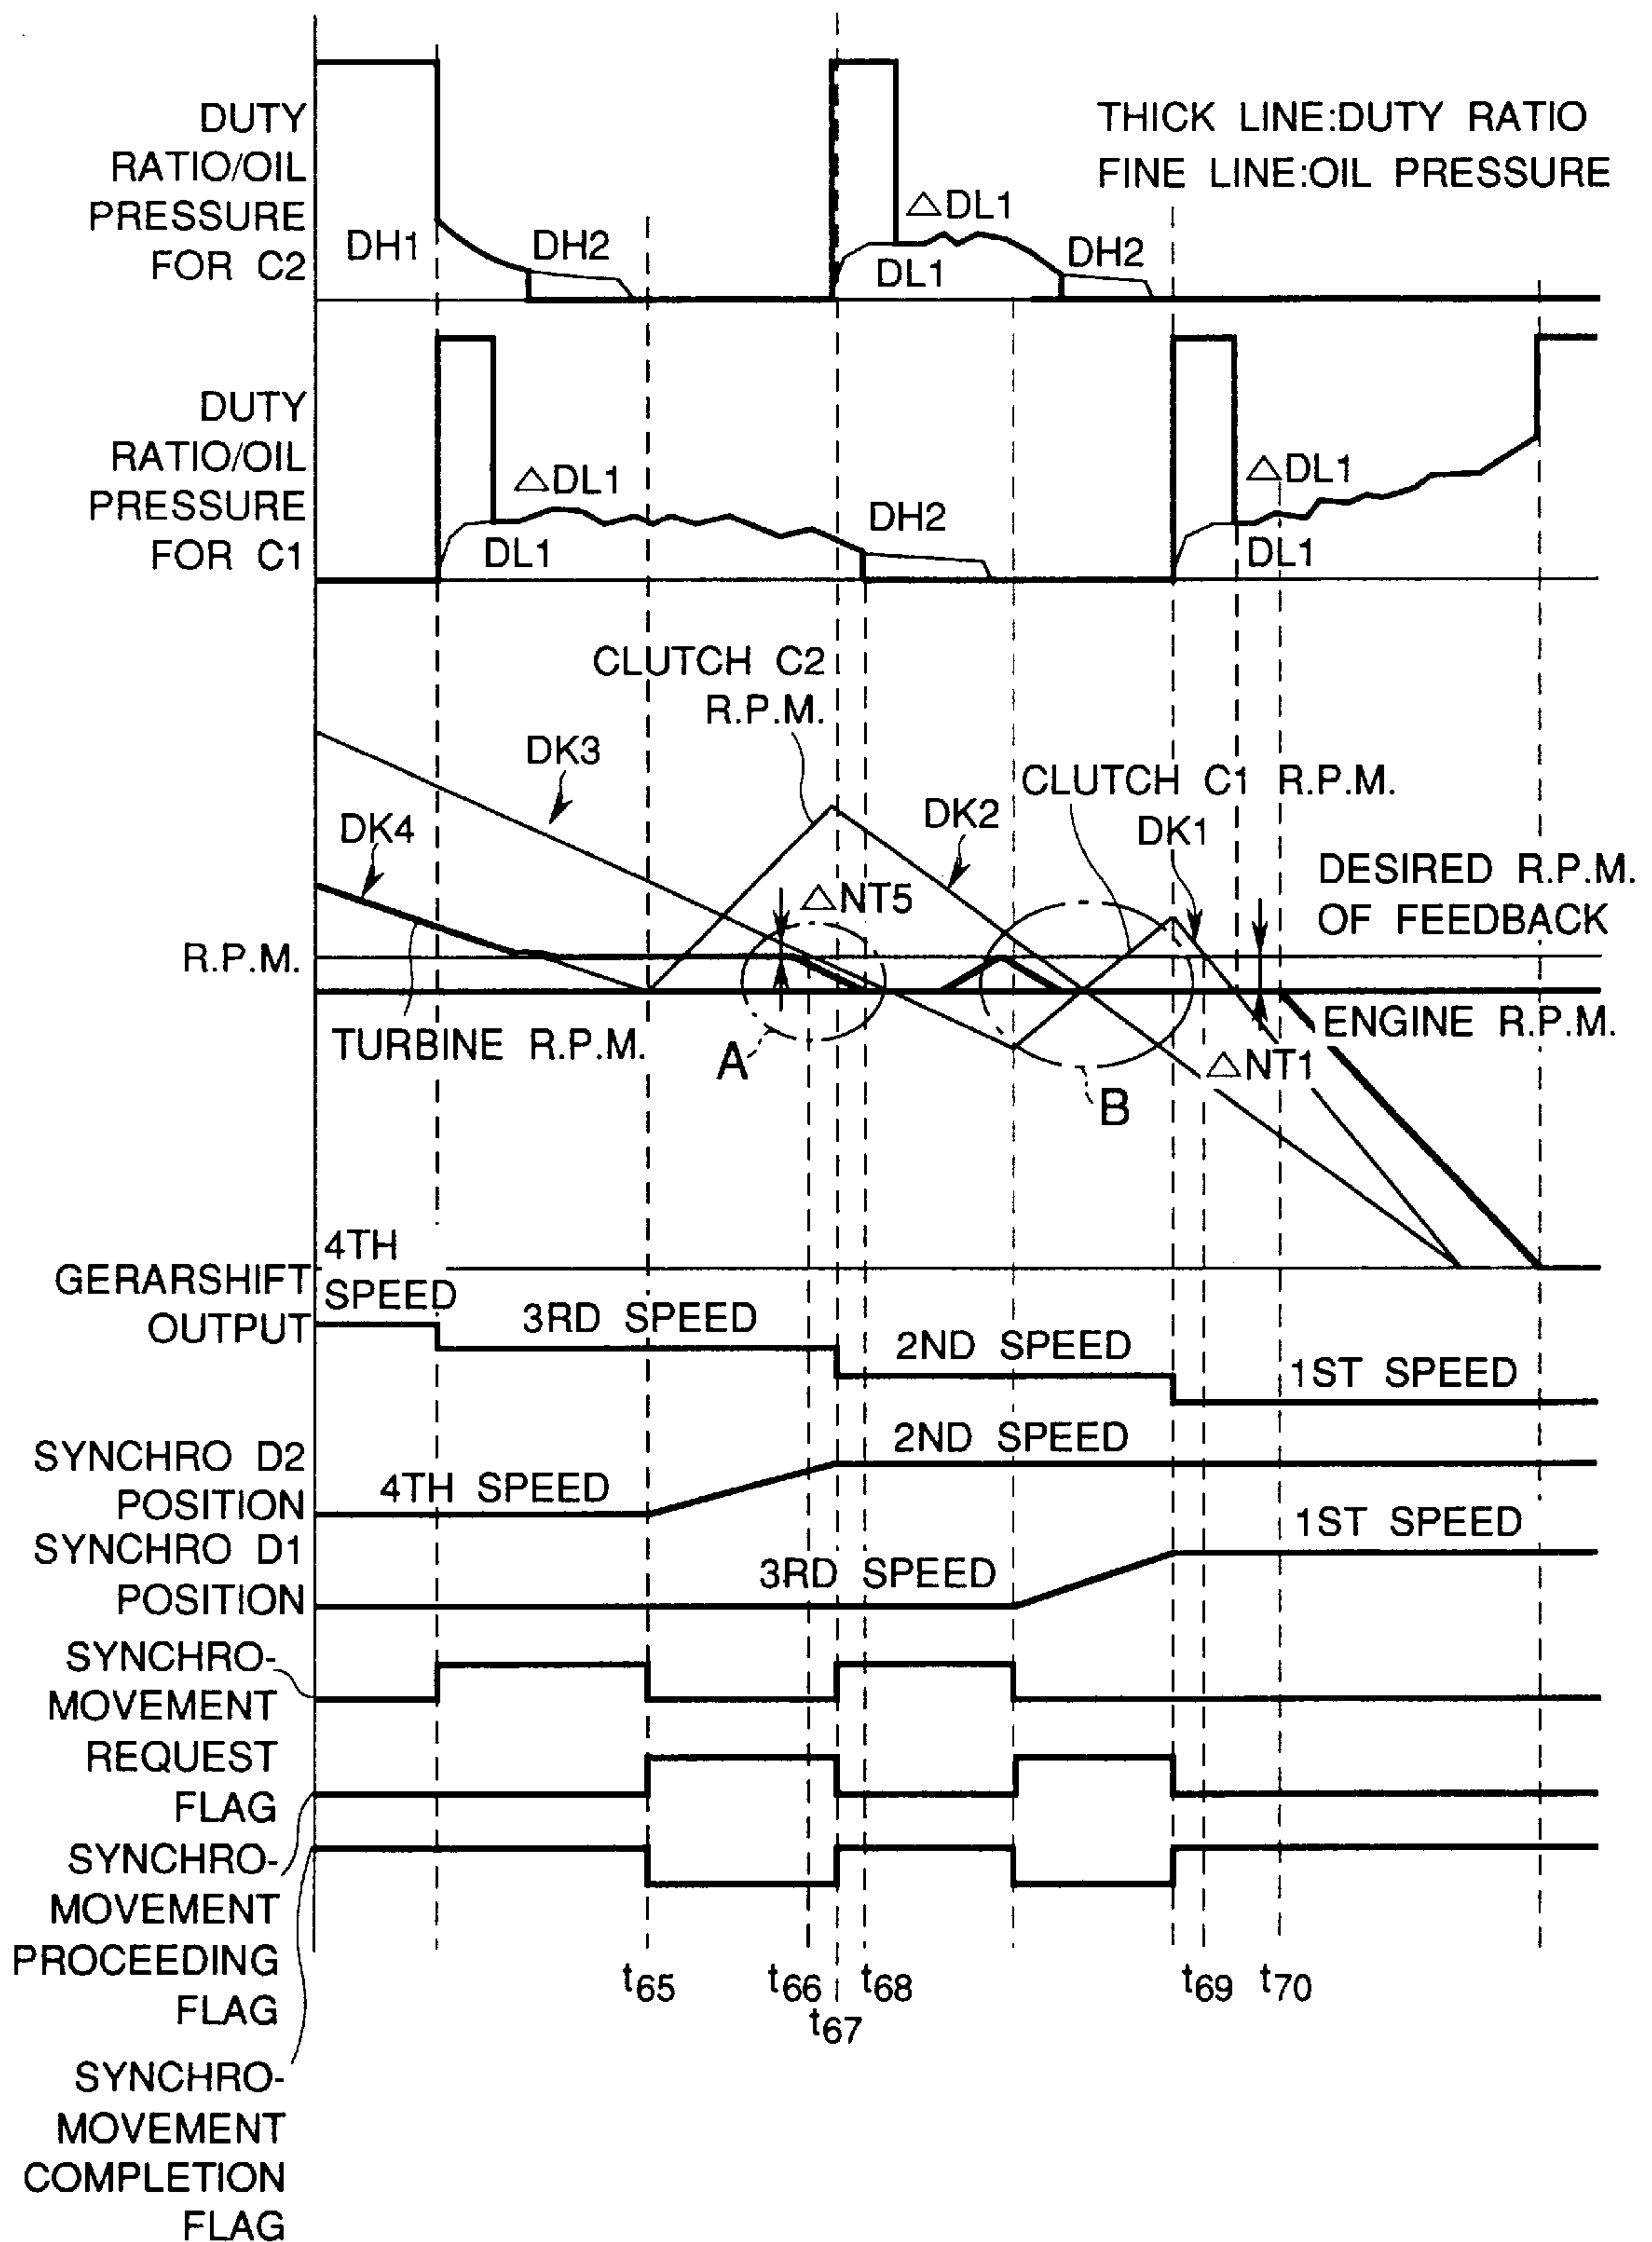 DUTY
RATIO/OIL
PRESSURE
FOR C2
DH1
DH2
△DL1
DL1
DH2
THICK LINE:DUTY RATIO
FINE LINE:OIL PRESSURE
DUTY
RATIO/OIL
PRESSURE
FOR C1
△DL1
DL1
DH2
△DL1
DL1
CLUTCH C2
R.P.M.
DK3
DK4
DK2
CLUTCH C1 R.P.M.
DK1
△NT5
DESIRED R.P.M.
OF FEEDBACK
R.P.M.
TURBINE R.P.M.
A
B
ENGINE R.P.M.
△NT1
GERARSHIFT
OUTPUT
4TH
SPEED
3RD SPEED
2ND SPEED
1ST SPEED
SYNCHRO D2
POSITION
4TH SPEED
2ND SPEED
SYNCHRO D1
POSITION
3RD SPEED
1ST SPEED
SYNCHRO-
MOVEMENT
REQUEST
FLAG
SYNCHRO-
MOVEMENT
PROCEEDING
FLAG
SYNCHRO-
MOVEMENT
COMPLETION
FLAG
t65
t66
t67
t68
t69
t70